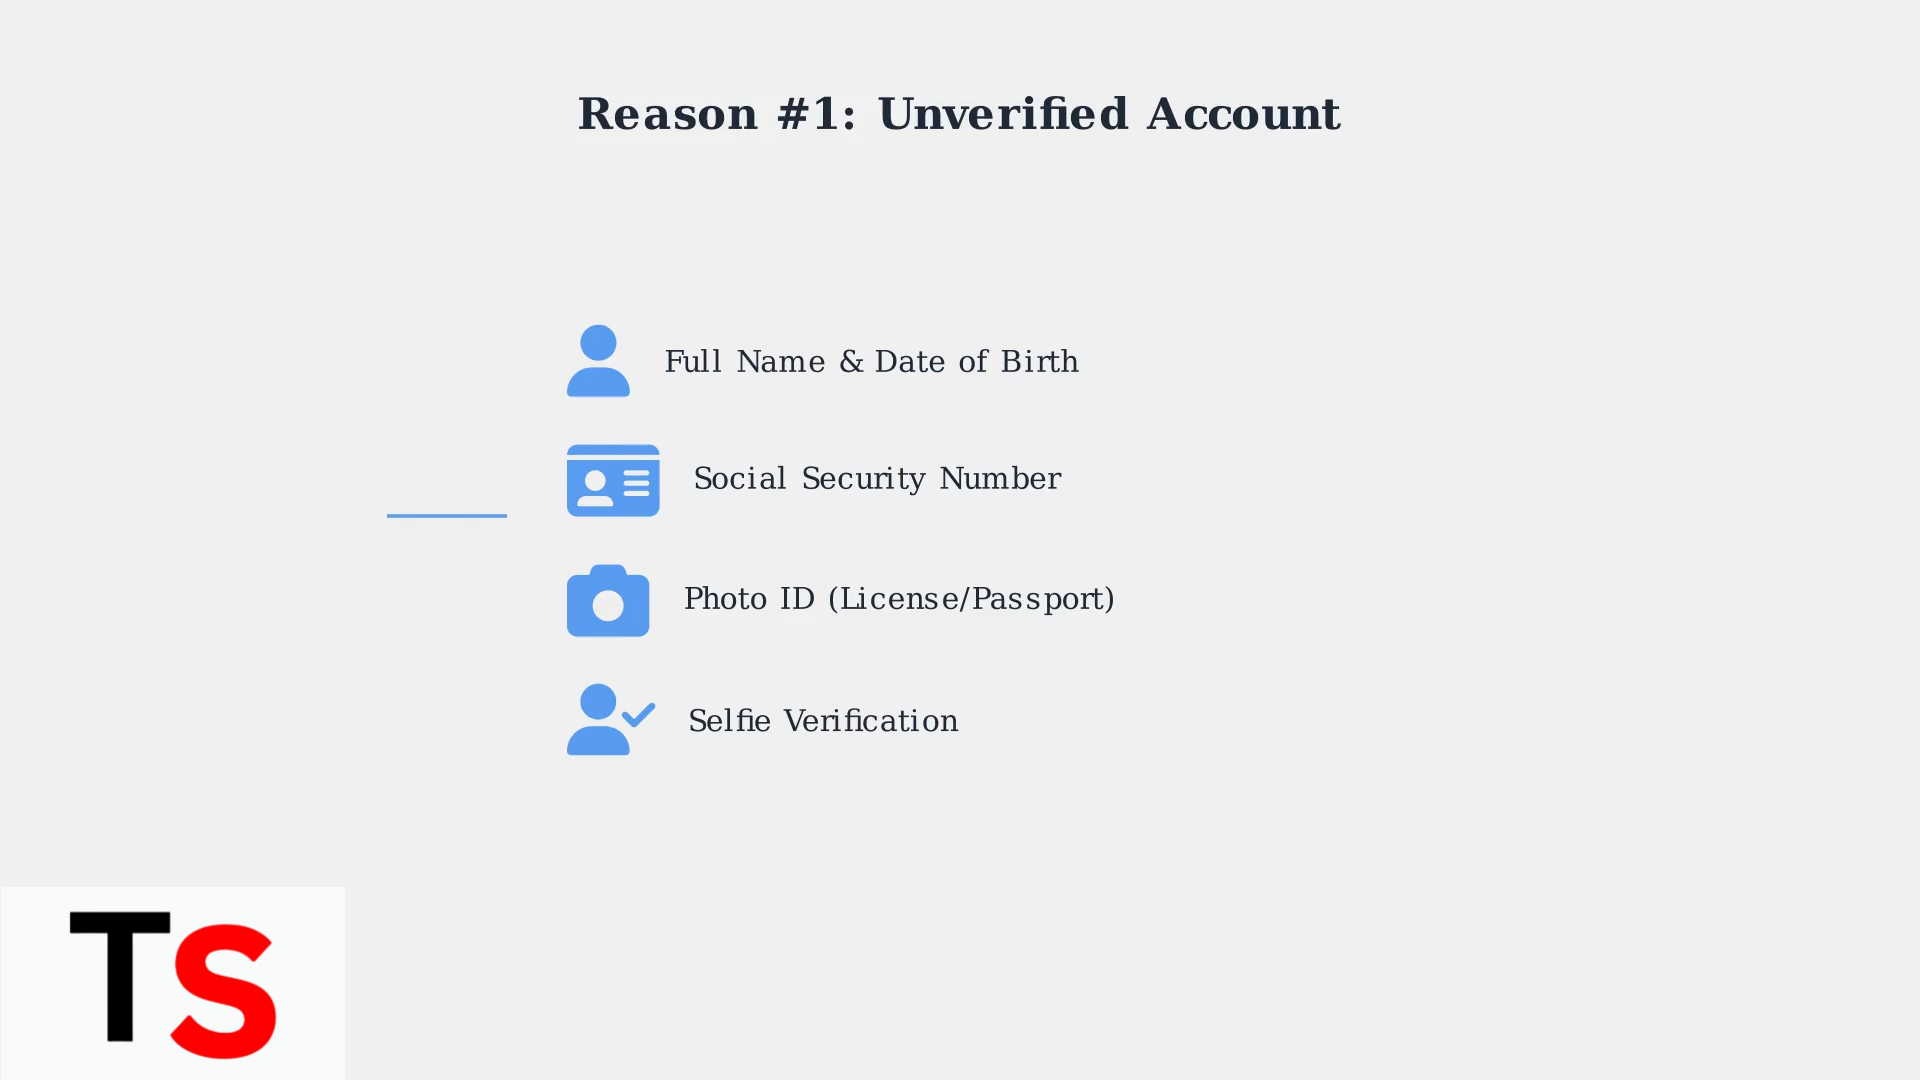 Reason #1: Unverified Account
Full Name & Date of Birth
Social Security Number
Photo ID (License/Passport)
Selfie Verification
TS